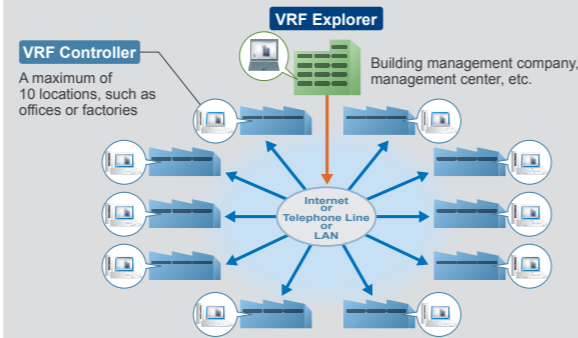 VRF Explorer
VRF Controller
A maximum of
10 locations, such as
offices or factories
Building management company,
management center, etc.
Internet
or
Telephone Line
or
LAN